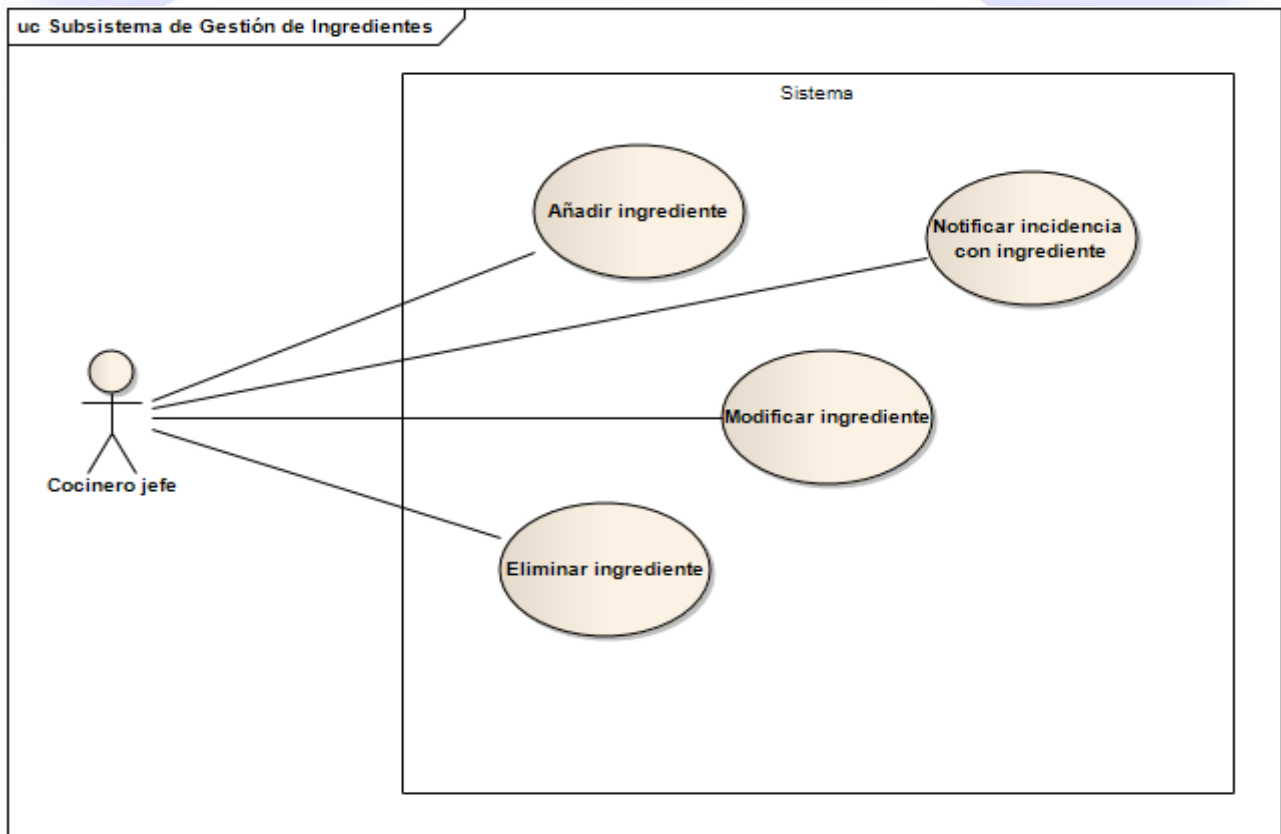 uc Subsistema de Gestión de Ingredientes
Sistema
Añadir ingrediente
Notificar incidencia
con ingrediente
Modificar ingrediente
Cocinero jefe
Eliminar ingrediente